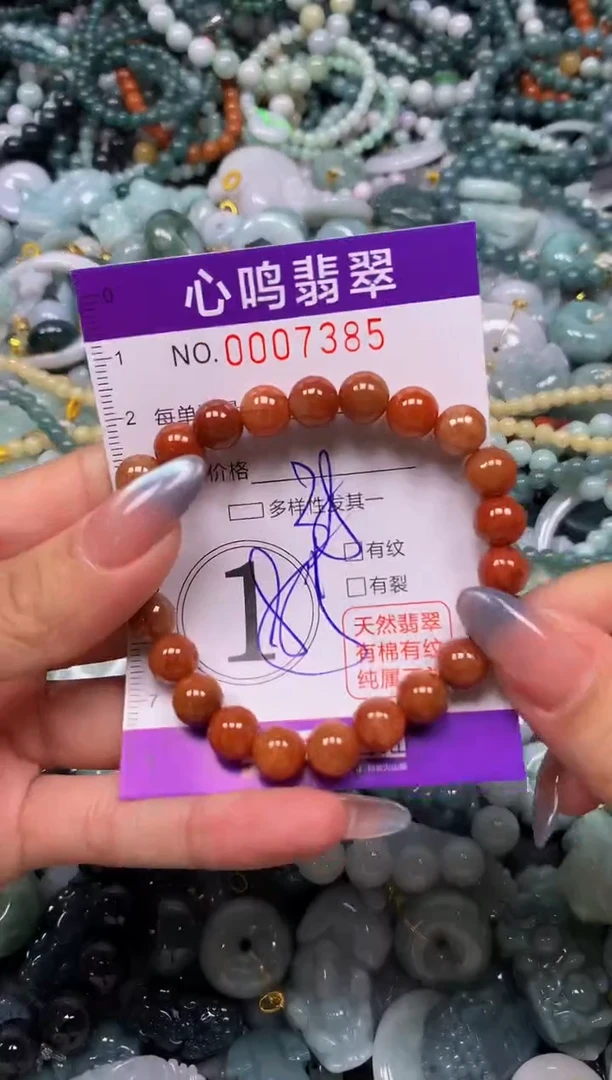 心鸣翡翠
NO.0007385
0
1
2
每单
价格
多样性发其一
有纹
1
有裂
天然翡翠
有棉有纹
纯属
7